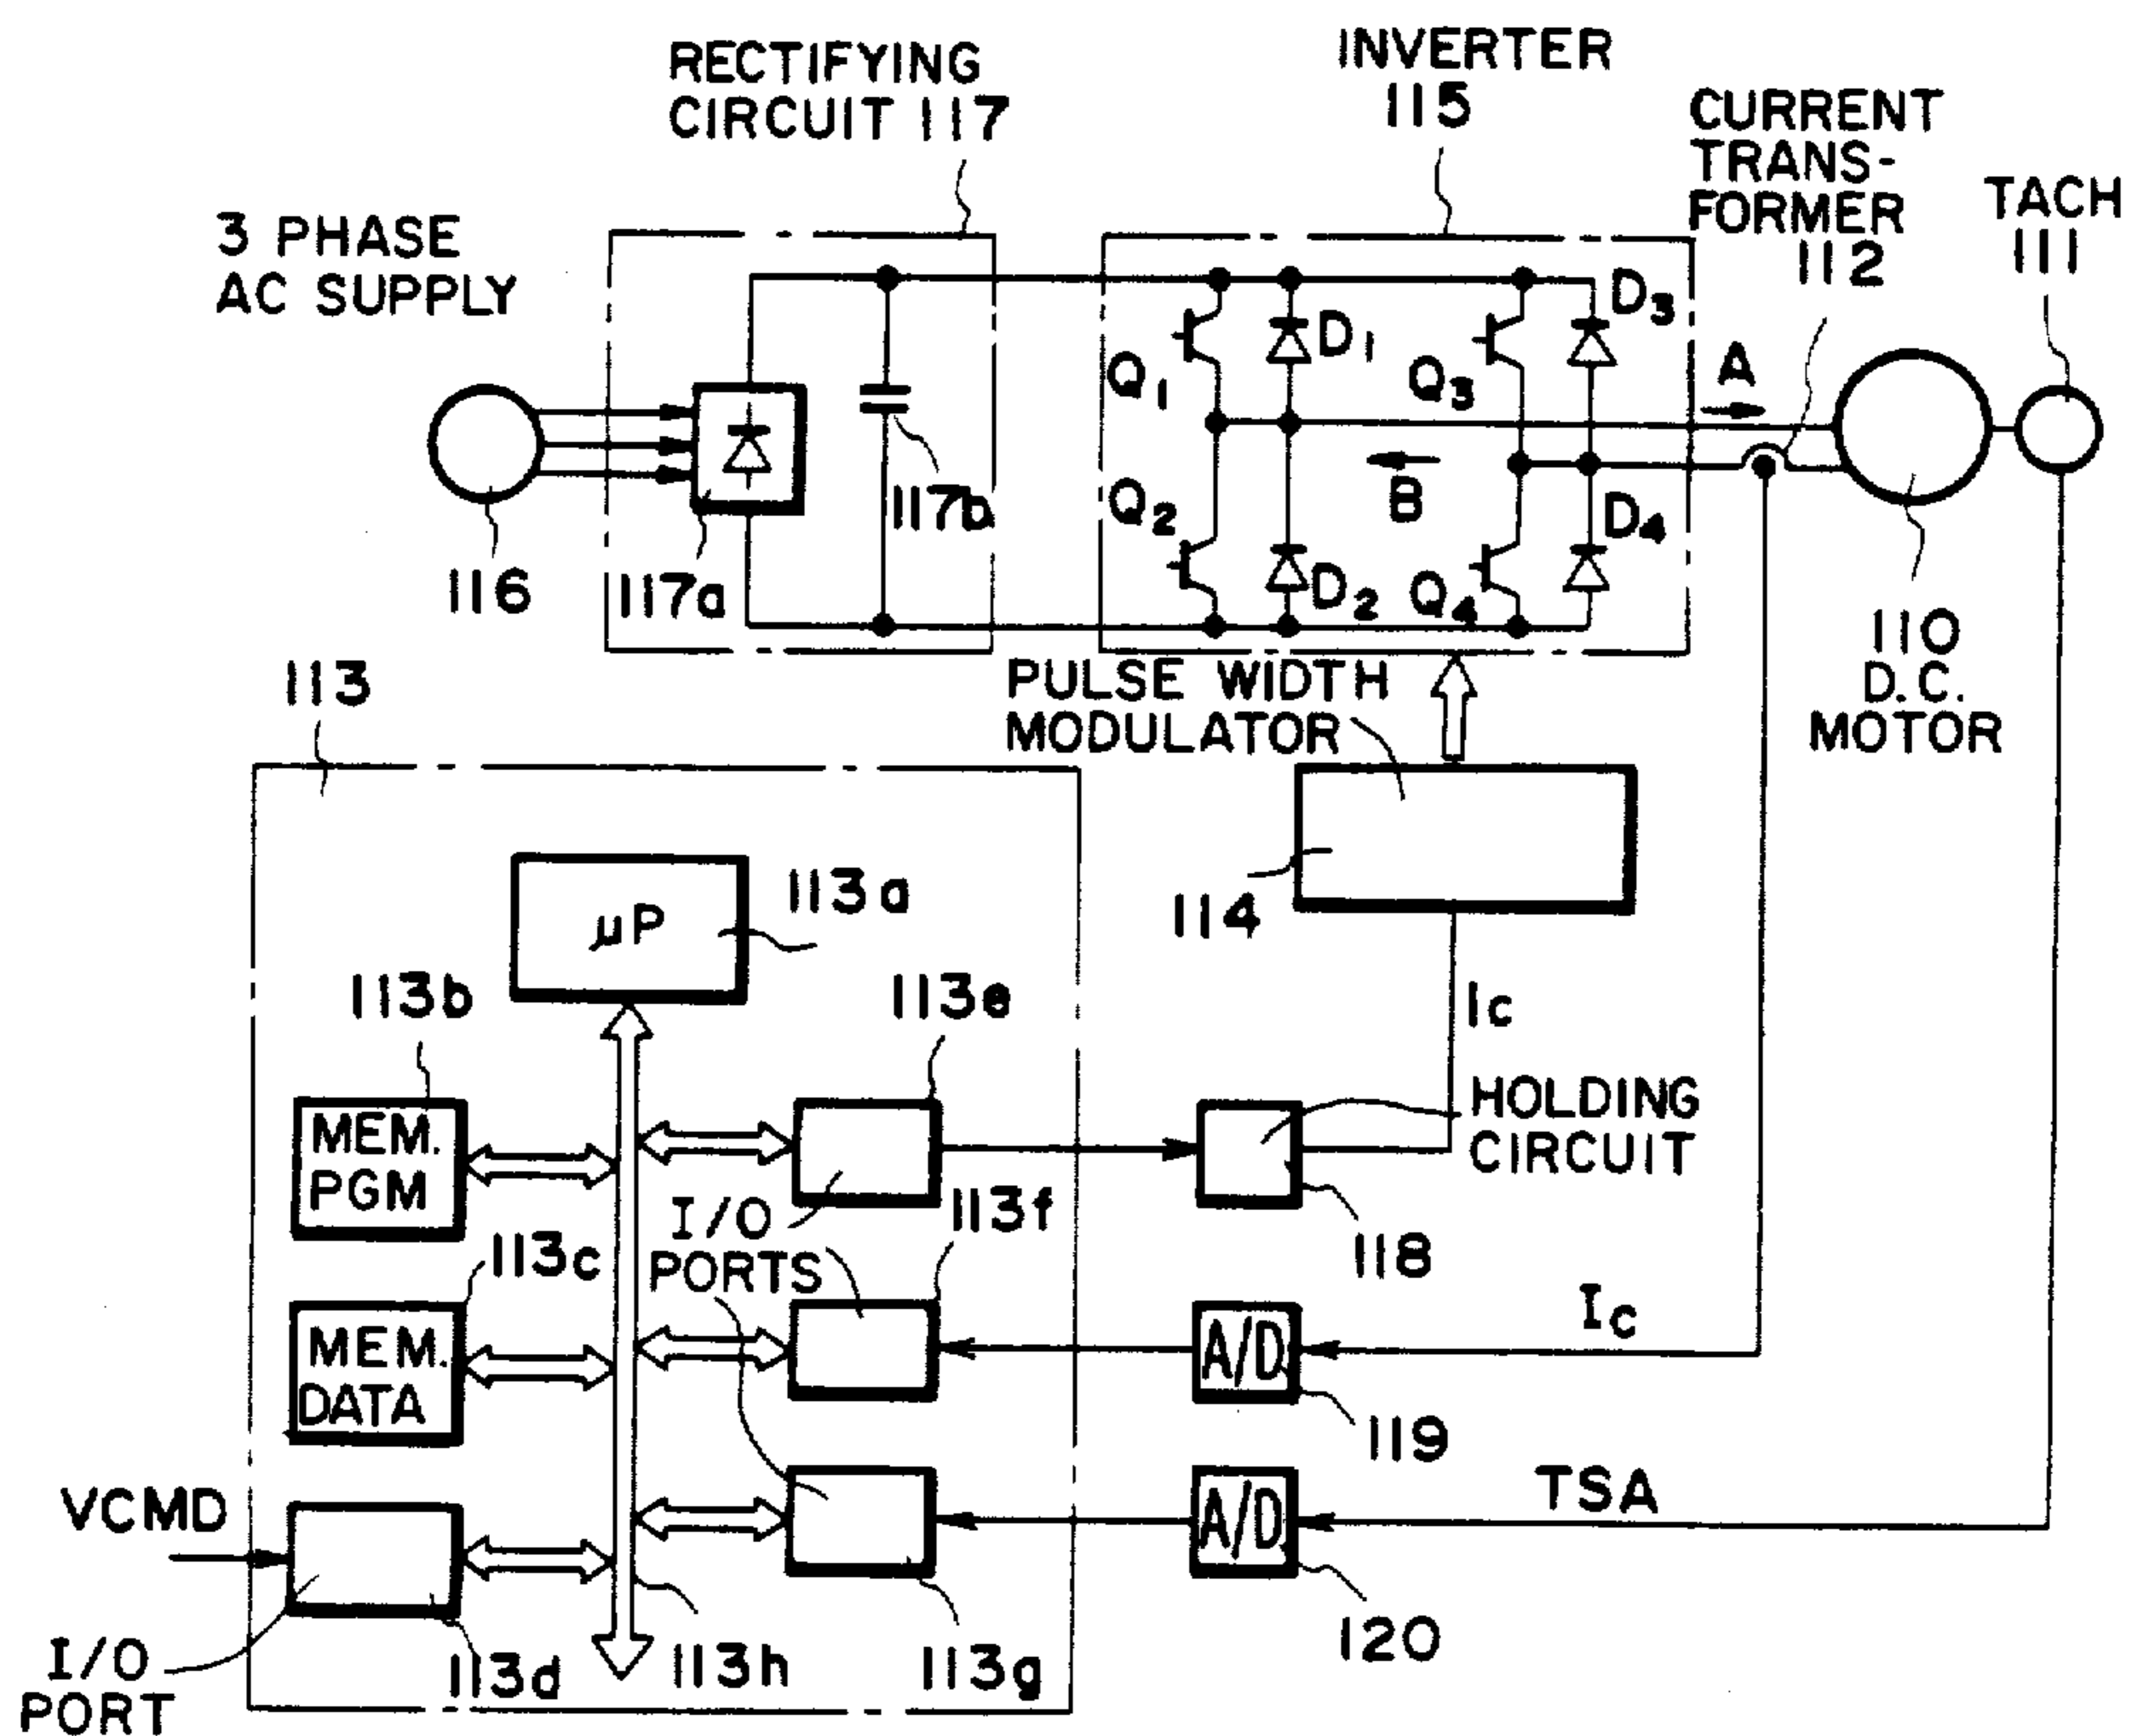 RECTIFYING
CIRCUIT 117
INVERTER
115
CURRENT
TRANS-
FORMER
112
TACH
111
3 PHASE
AC SUPPLY
116
117a
117b
Q1
D1
Q3
D3
Q2
D2
Q4
D4
A
B
110
D.C.
MOTOR
PULSE WIDTH
MODULATOR
114
113
µP
113a
113b
MEM.
PGM
113c
MEM.
DATA
VCMD
I/O
PORT
113d
113h
113e
I/O
PORTS
113f
113g
Ic
HOLDING
CIRCUIT
118
Ic
A/D
119
TSA
A/D
120